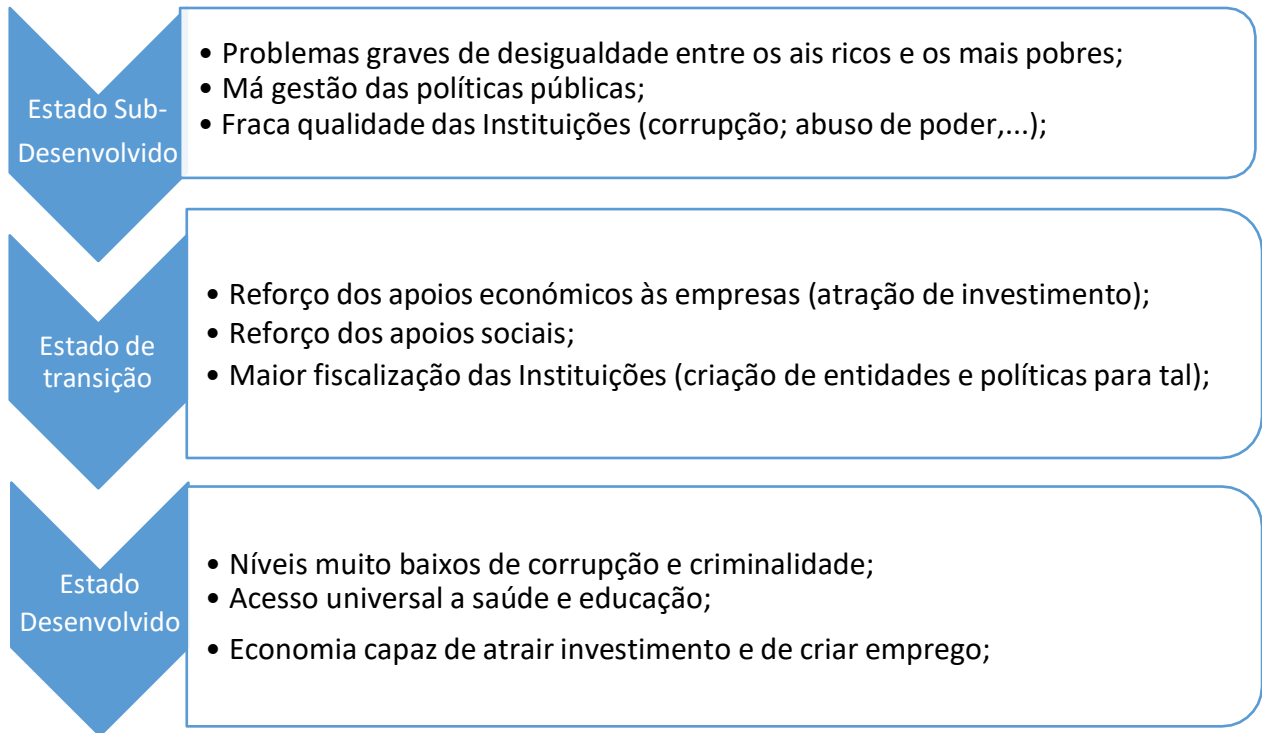 Estado Sub-
Desenvolvido
• Problemas graves de desigualdade entre os ais ricos e os mais pobres;
• Má gestão das políticas públicas;
• Fraca qualidade das Instituições (corrupção; abuso de poder,...);
Estado de
transição
• Reforço dos apoios económicos às empresas (atração de investimento);
• Reforço dos apoios sociais;
• Maior fiscalização das Instituições (criação de entidades e políticas para tal);
Estado
Desenvolvido
• Níveis muito baixos de corrupção e criminalidade;
• Acesso universal a saúde e educação;
• Economia capaz de atrair investimento e de criar emprego;